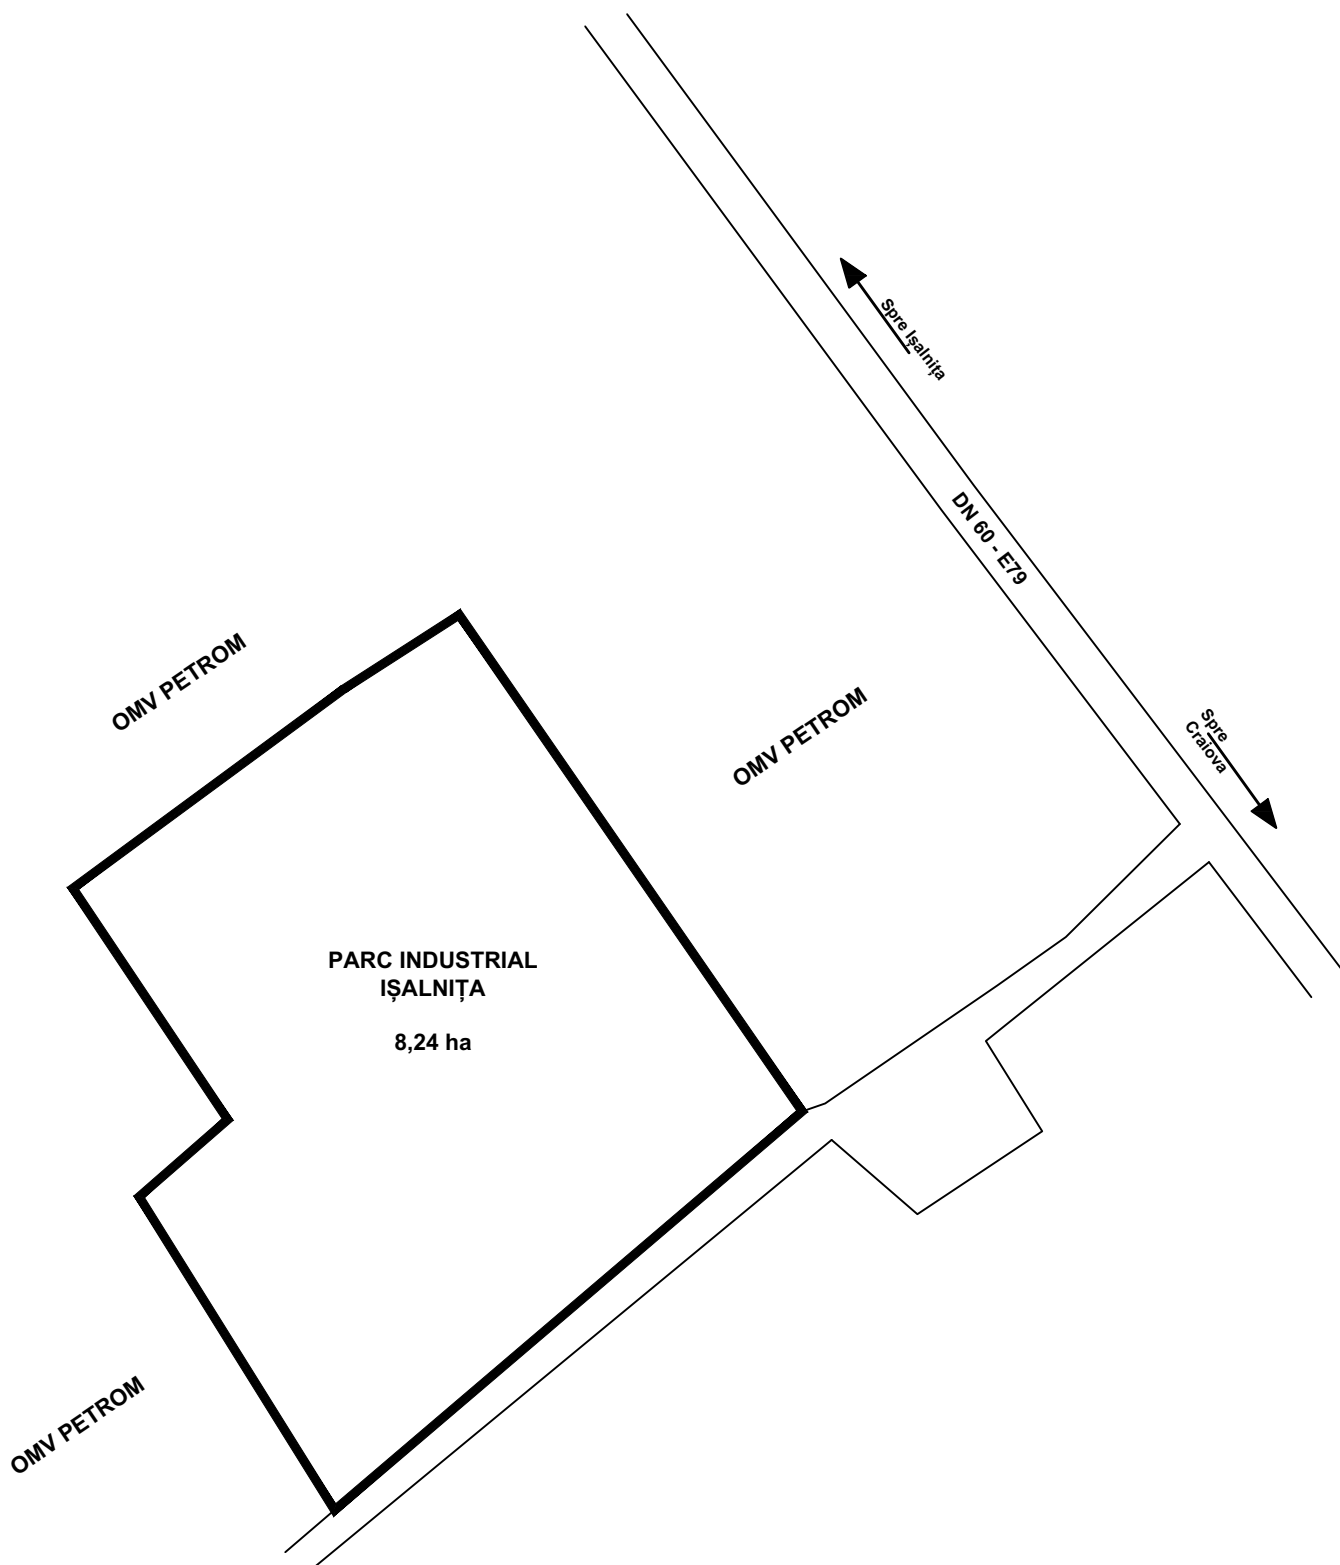 Spre Ișalnița
DN 60 - E79
OMV PETROM
OMV PETROM
Spre
Craiova
PARC INDUSTRIAL
IȘALNIȚA
8,24 ha
OMV PETROM